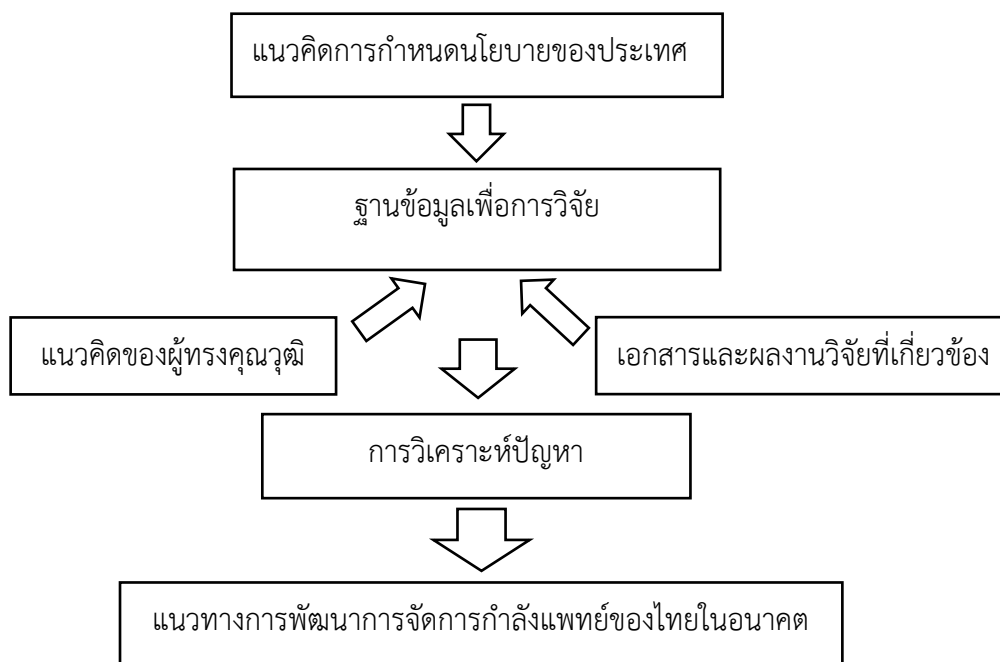 แนวคิดการกำหนดนโยบายของประเทศ
ฐานข้อมูลเพื่อการวิจัย
แนวคิดของผู้ทรงคุณวุฒิ
เอกสารและผลงานวิจัยที่เกี่ยวข้อง
การวิเคราะห์ปัญหา
แนวทางการพัฒนาการจัดการกำลังแพทย์ของไทยในอนาคต